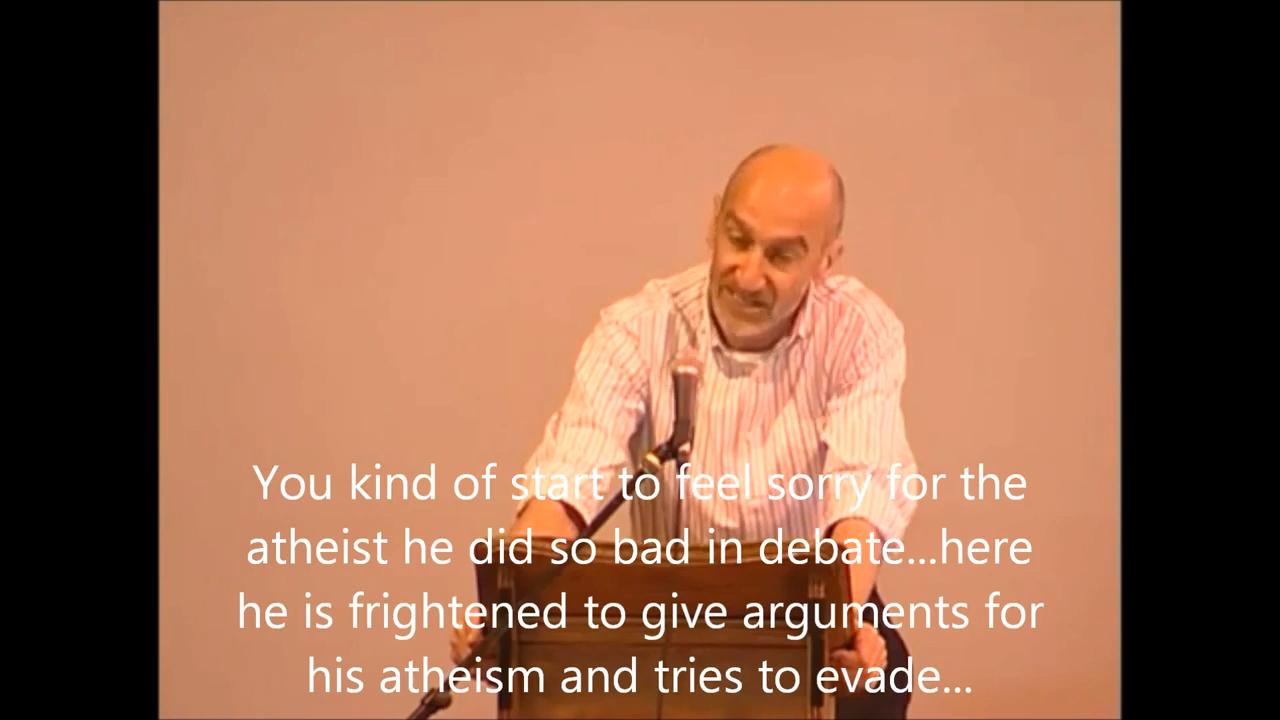 You kind of start to feel sorry for the
atheist he did so bad in debate...here
he is frightened to give arguments for
his atheism and tries to evade...